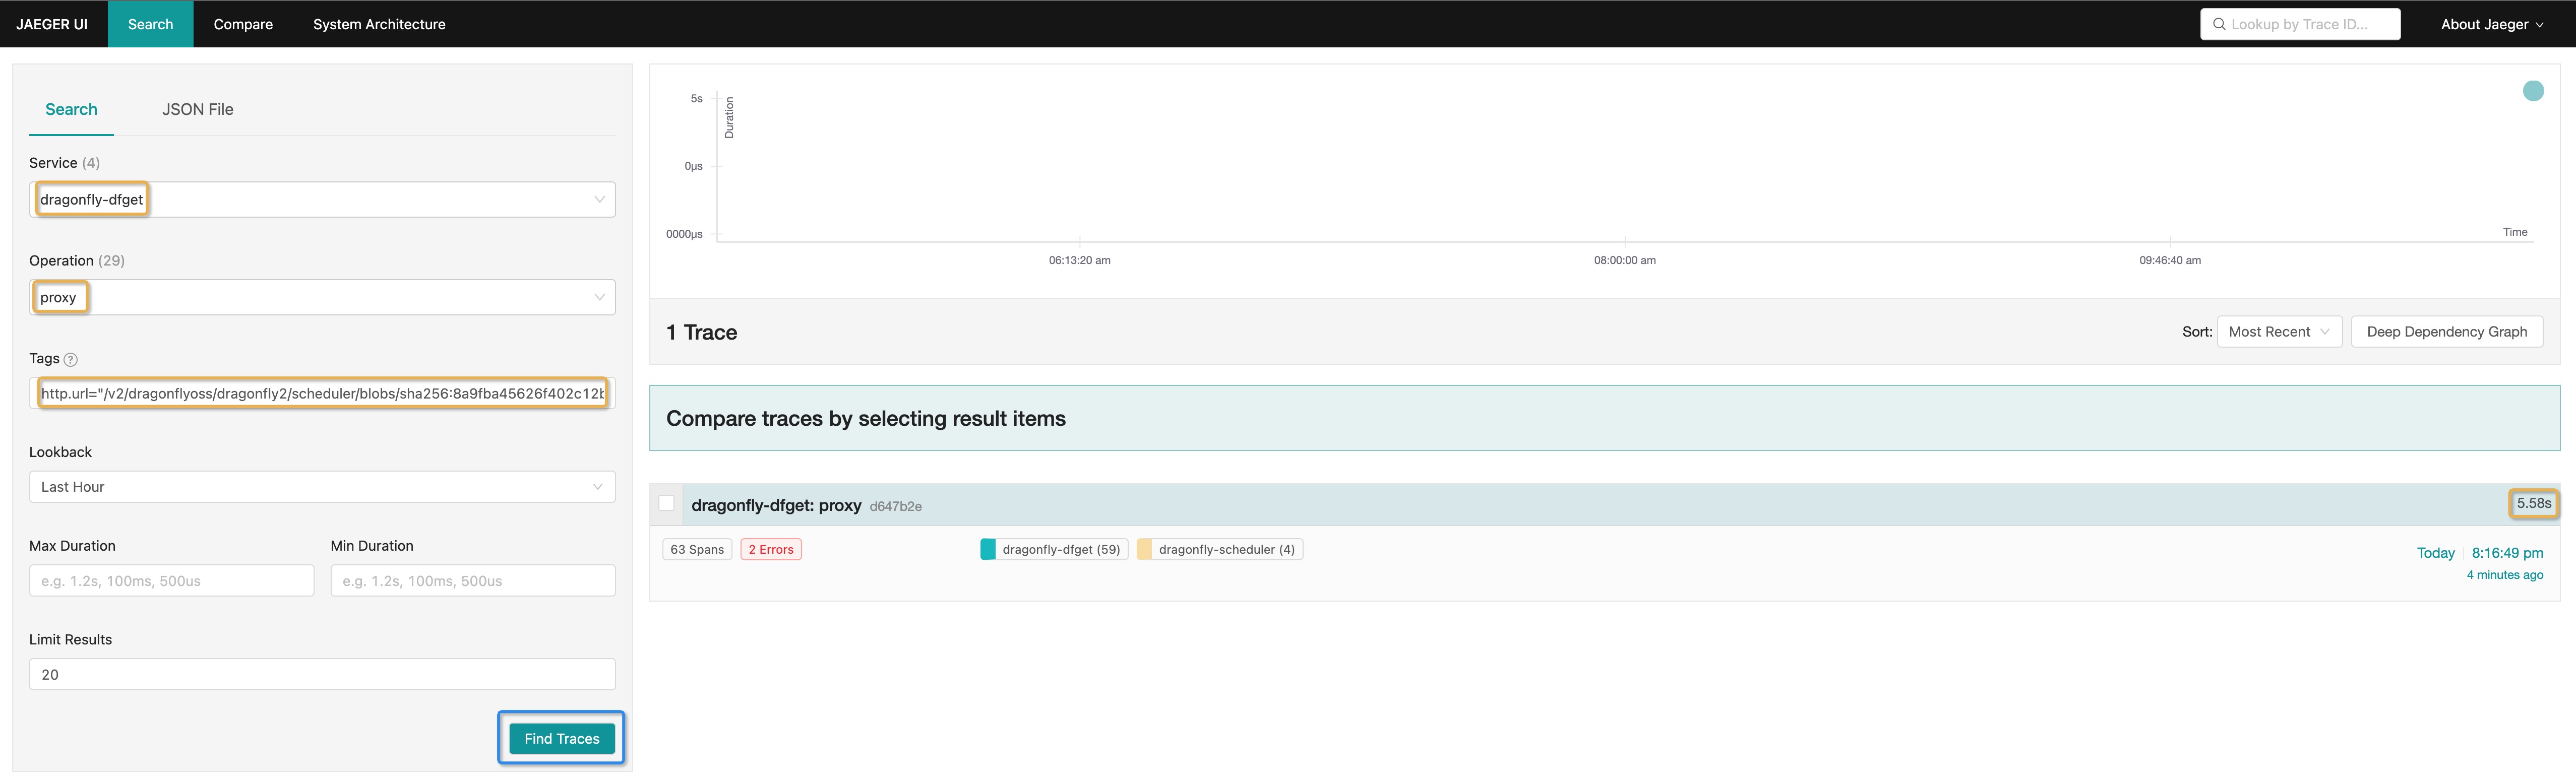 JAEGER UI
Search
Compare
System Architecture
Lookup by Trace ID...
About Jaeger
Search
JSON File
Service (4)
dragonfly-dfget
Operation (29)
proxy
Tags
http.url="/v2/dragonflyoss/dragonfly2/scheduler/blobs/sha256:8a9fba45626f402c12b
Lookback
Last Hour
Max Duration
Min Duration
e.g. 1.2s, 100ms, 500us
e.g. 1.2s, 100ms, 500us
Limit Results
20
Find Traces
5s
Duration
0μs
0000μs
Time
06:13:20 am
08:00:00 am
09:46:40 am
1 Trace
Sort:
Most Recent
Deep Dependency Graph
Compare traces by selecting result items
dragonfly-dfget: proxy d647b2e
5.58s
63 Spans
2 Errors
dragonfly-dfget (59)
dragonfly-scheduler (4)
Today
8:16:49 pm
4 minutes ago